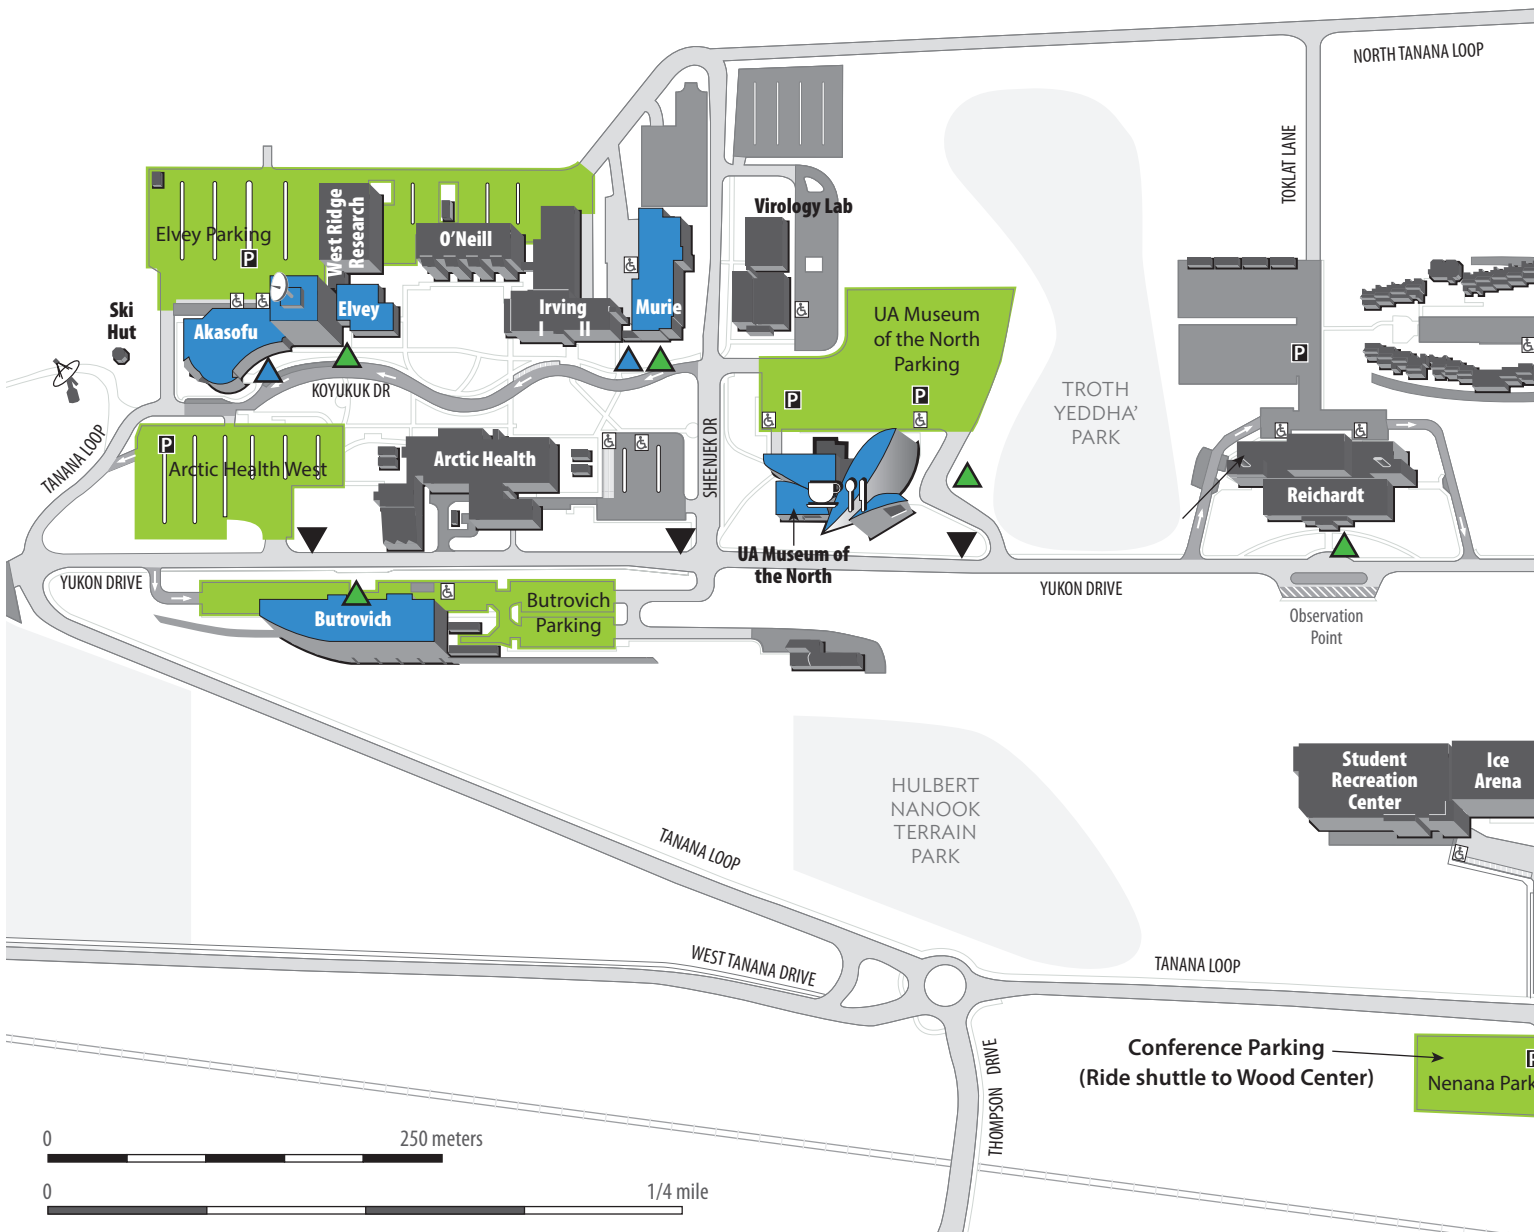 NORTH TANANA LOOP
TOKLAT LANE
Virology Lab
West Ridge
Research
Elvey Parking
P
O'Neill
Ski
Hut
Akasofu
Elvey
Irving
I II
Murie
UA Museum
of the North
Parking
P
P
P
TROTH
YEDDHA'
PARK
KOYUKUK DR
TANANA LOOP
P
Arctic Health West
Arctic Health
SHEENJEK DR
Reichardt
UA Museum of
the North
YUKON DRIVE
YUKON DRIVE
Butrovich
Butrovich
Parking
Observation
Point
Student
Recreation
Center
Ice
Arena
HULBERT
NANOOK
TERRAIN
PARK
TANANA LOOP
WEST TANANA DRIVE
TANANA LOOP
THOMPSON DRIVE
Conference Parking
(Ride shuttle to Wood Center)
Nenana Park
0 250 meters
0 1/4 mile